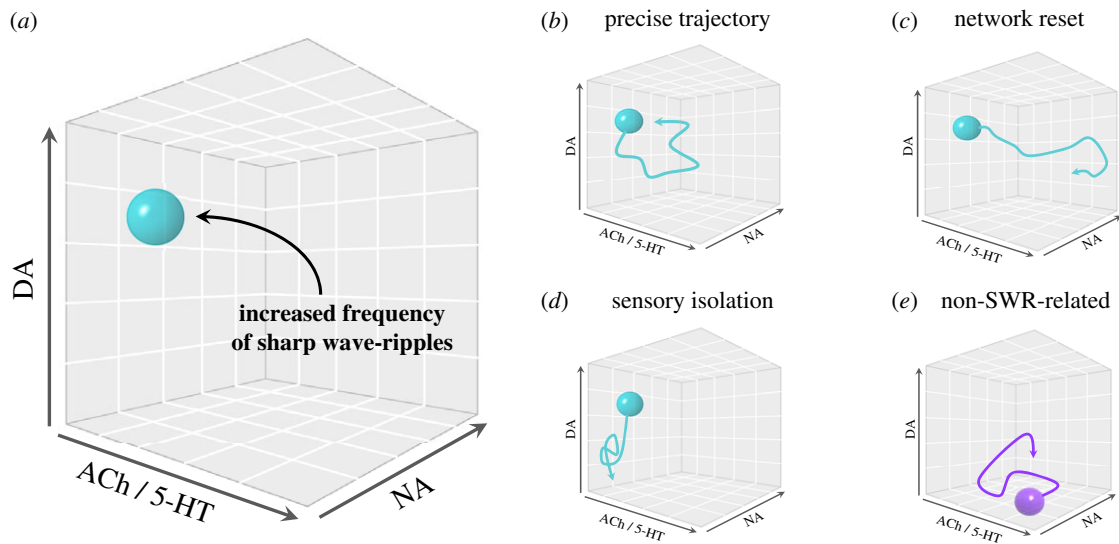 (a)
DA
increased frequency
of sharp wave-ripples
ACh / 5-HT
NA
(b) precise trajectory
DA
ACh / 5-HT
NA
(c) network reset
DA
ACh / 5-HT
NA
(d) sensory isolation
DA
ACh / 5-HT
NA
(e) non-SWR-related
DA
ACh / 5-HT
NA